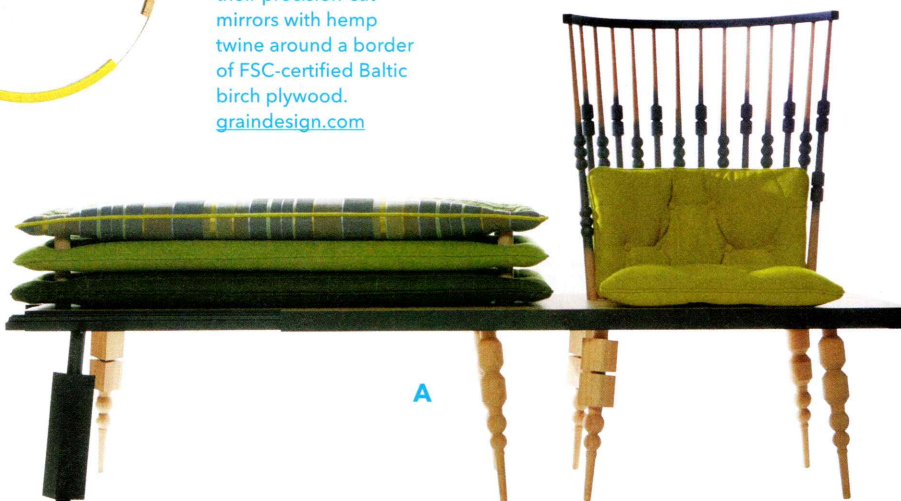 mirrors with hemp
twine around a border
of FSC-certified Baltic
birch plywood.
graindesign.com
A